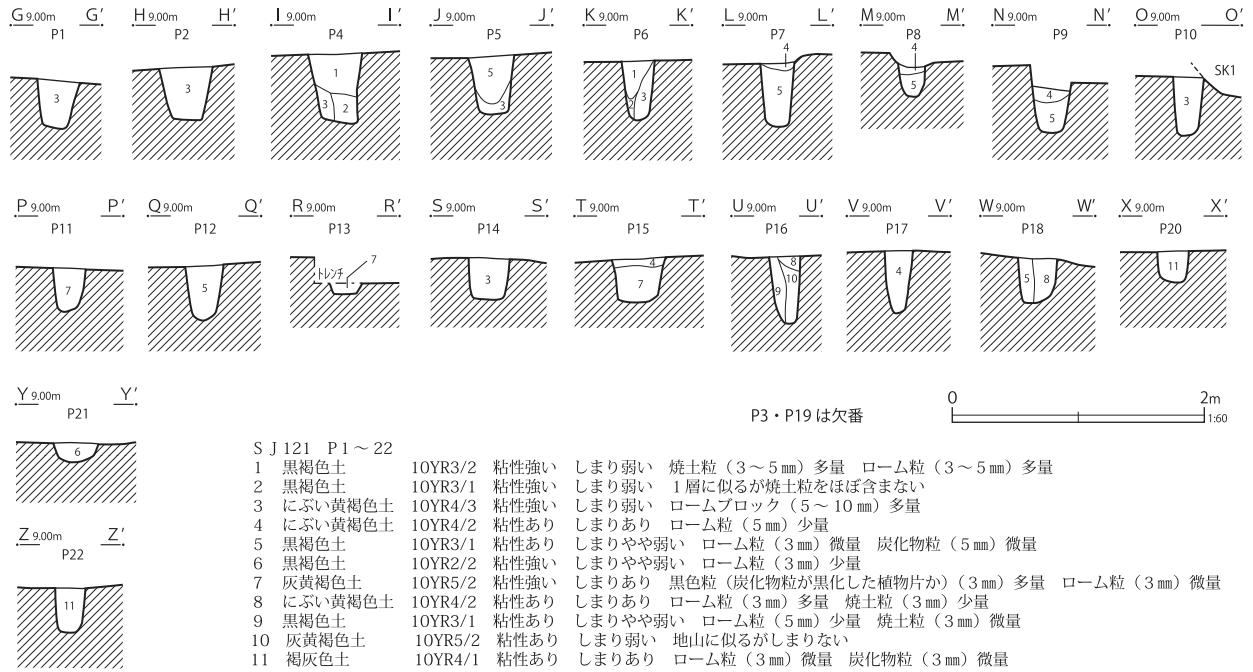 G 9.00m G′ H 9.00m H′ I 9.00m I′ J 9.00m J′ K 9.00m K′ L 9.00m L′ M 9.00m M′ N 9.00m N′ O 9.00m O′
P1 P2 P4 P5 P6 P7 P8 P9 P10
3 3 1 3 2 5 3 1 2 3 4 5 4 5 4 5 3 SK1
P 9.00m P′ Q 9.00m Q′ R 9.00m R′ S 9.00m S′ T 9.00m T′ U 9.00m U′ V 9.00m V′ W 9.00m W′ X 9.00m X′
P11 P12 P13 P14 P15 P16 P17 P18 P20
7 5 トレンチ 7 3 4 7 8 9 10 4 5 8 11
Y 9.00m Y′
P21
6
P3・P19 は欠番
0 2m
1:60
Z 9.00m Z′
P22
11
ＳＪ121 P1～22
1 黒褐色土 10YR3/2 粘性強い しまり弱い 焼土粒（3～5㎜）多量 ローム粒（3～5㎜）多量
2 黒褐色土 10YR3/1 粘性強い しまり弱い 1層に似るが焼土粒をほぼ含まない
3 にぶい黄褐色土 10YR4/3 粘性強い しまり弱い ロームブロック（5～10㎜）多量
4 にぶい黄褐色土 10YR4/2 粘性あり しまりあり ローム粒（5㎜）少量
5 黒褐色土 10YR3/1 粘性あり しまりやや弱い ローム粒（3㎜）微量 炭化物粒（5㎜）微量
6 黒褐色土 10YR2/2 粘性強い しまりやや弱い ローム粒（3㎜）少量
7 灰黄褐色土 10YR5/2 粘性強い しまりあり 黒色粒（炭化物粒が黒化した植物片か）（3㎜）多量 ローム粒（3㎜）微量
8 にぶい黄褐色土 10YR4/2 粘性あり しまりあり ローム粒（3㎜）多量 焼土粒（3㎜）少量
9 黒褐色土 10YR3/1 粘性あり しまりやや弱い ローム粒（5㎜）少量 焼土粒（3㎜）微量
10 灰黄褐色土 10YR5/2 粘性あり しまり弱い 地山に似るがしまりない
11 褐灰色土 10YR4/1 粘性あり しまりあり ローム粒（3㎜）微量 炭化物粒（3㎜）微量